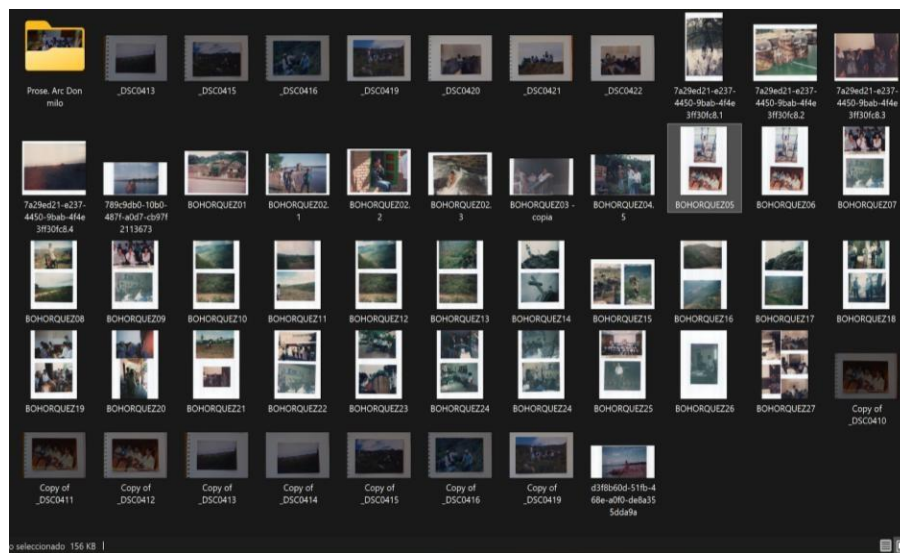 Prose. Arc Don
milo
_DSC0413
_DSC0415
_DSC0416
_DSC0419
_DSC0420
_DSC0421
_DSC0422
7a29ed21-e237-
4450-9bab-4f4e
3ff30fc8.1
7a29ed21-e237-
4450-9bab-4f4e
3ff30fc8.2
7a29ed21-e237-
4450-9bab-4f4e
3ff30fc8.3
7a29ed21-e237-
4450-9bab-4f4e
3ff30fc8.4
789c9db0-10b0-
487f-a0d7-cb97f
2113673
BOHORQUEZ01
BOHORQUEZ02.
1
BOHORQUEZ02.
2
BOHORQUEZ02.
3
BOHORQUEZ03 -
copia
BOHORQUEZ04.
5
BOHORQUEZ05
BOHORQUEZ06
BOHORQUEZ07
BOHORQUEZ08
BOHORQUEZ09
BOHORQUEZ10
BOHORQUEZ11
BOHORQUEZ12
BOHORQUEZ13
BOHORQUEZ14
BOHORQUEZ15
BOHORQUEZ16
BOHORQUEZ17
BOHORQUEZ18
BOHORQUEZ19
BOHORQUEZ20
BOHORQUEZ21
BOHORQUEZ22
BOHORQUEZ23
BOHORQUEZ24
BOHORQUEZ24
BOHORQUEZ25
BOHORQUEZ26
BOHORQUEZ27
Copy of
_DSC0410
Copy of
_DSC0411
Copy of
_DSC0412
Copy of
_DSC0413
Copy of
_DSC0414
Copy of
_DSC0415
Copy of
_DSC0416
Copy of
_DSC0419
d3f8b60d-51fb-4
68e-a0f0-de8a35
5dda9a
o seleccionado 156 KB